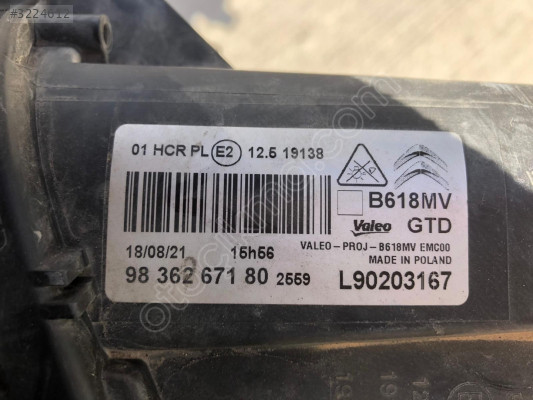 #3224612
01 HCR PL E2 12.5 19138
B618MV
Valeo GTD
18/08/21 15h56
VALEO-PROJ-B618MV EMC00
MADE IN POLAND
98 362 671 80 2559
L90203167